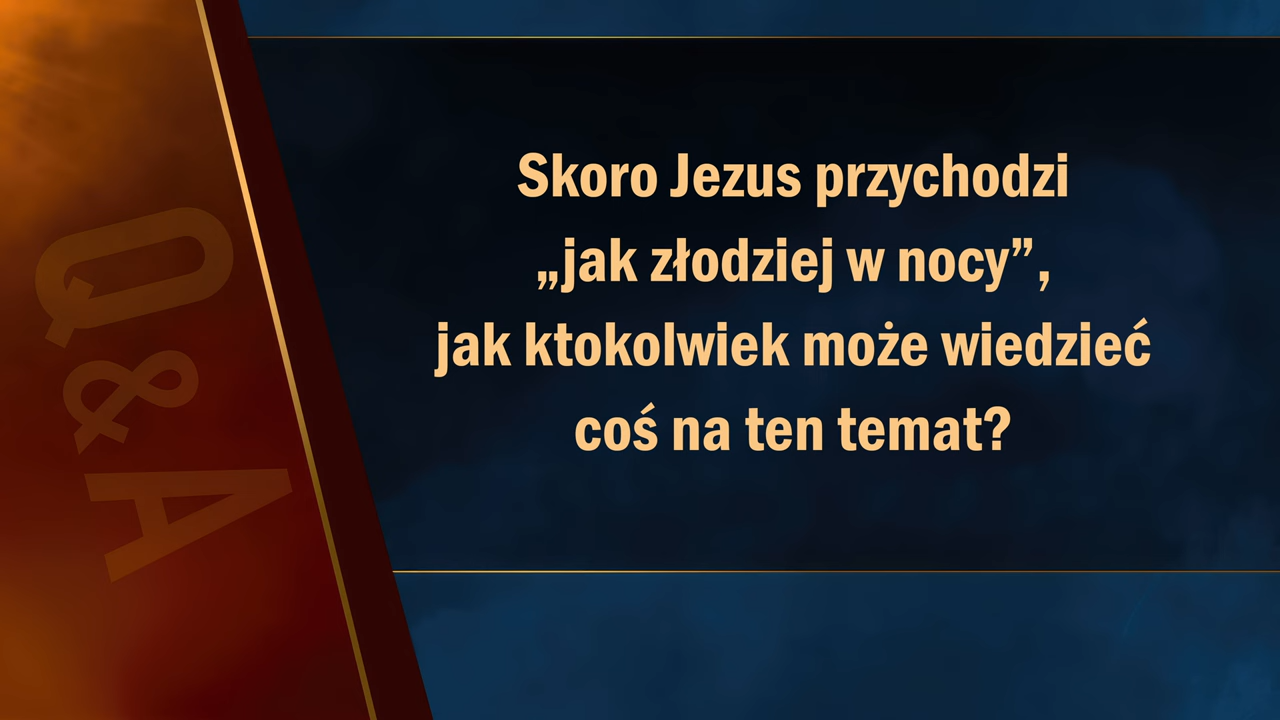 Q & A
Skoro Jezus przychodzi
„jak złodziej w nocy”,
jak ktokolwiek może wiedzieć
coś na ten temat?